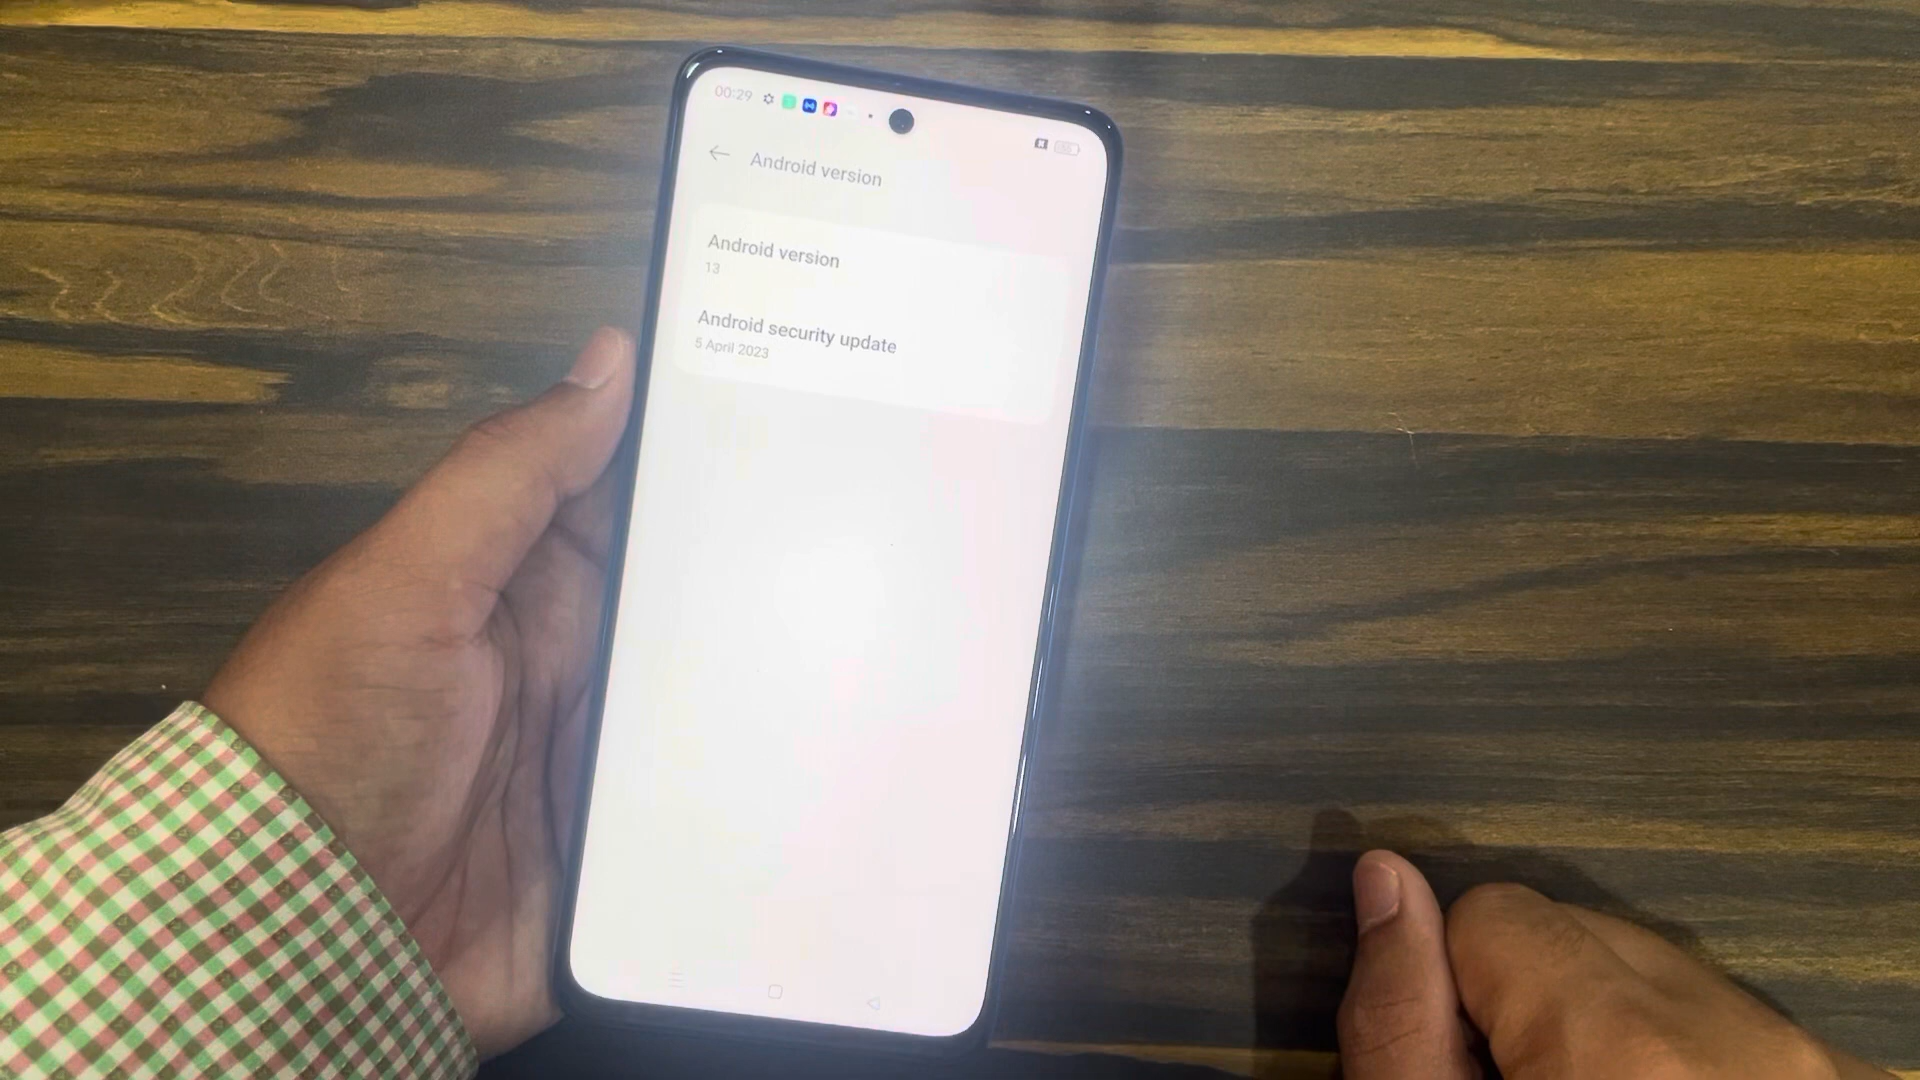 00:29
Android version
Android version
13
Android security update
5 April 2023